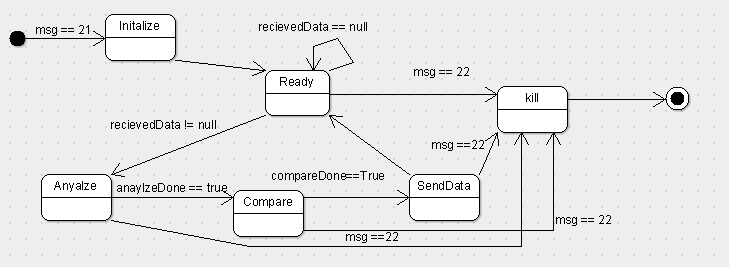 msg == 21
Initalize
recievedData == null
Ready
msg == 22
kill
recievedData != null
msg ==22
Anyalze
anaylzeDone == true
Compare
compareDone==True
SendData
msg ==22
msg == 22